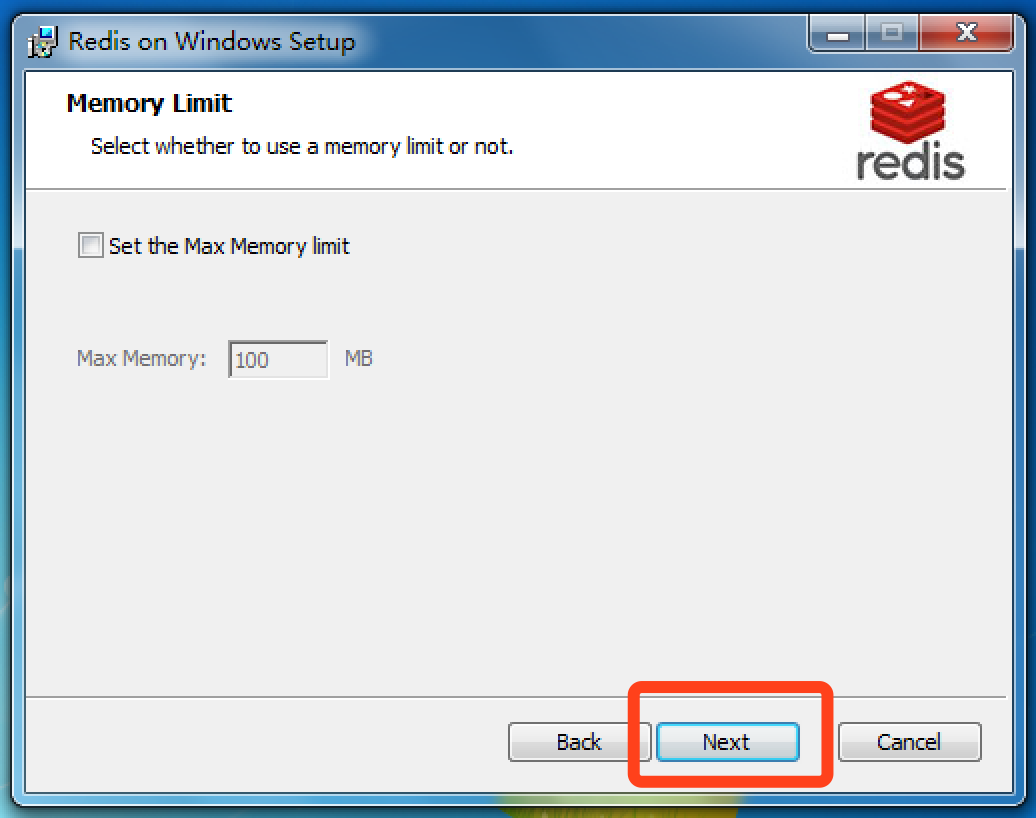 Redis on Windows Setup
Memory Limit
Select whether to use a memory limit or not.
redis
Set the Max Memory limit
Max Memory: 100 MB
Back Next Cancel